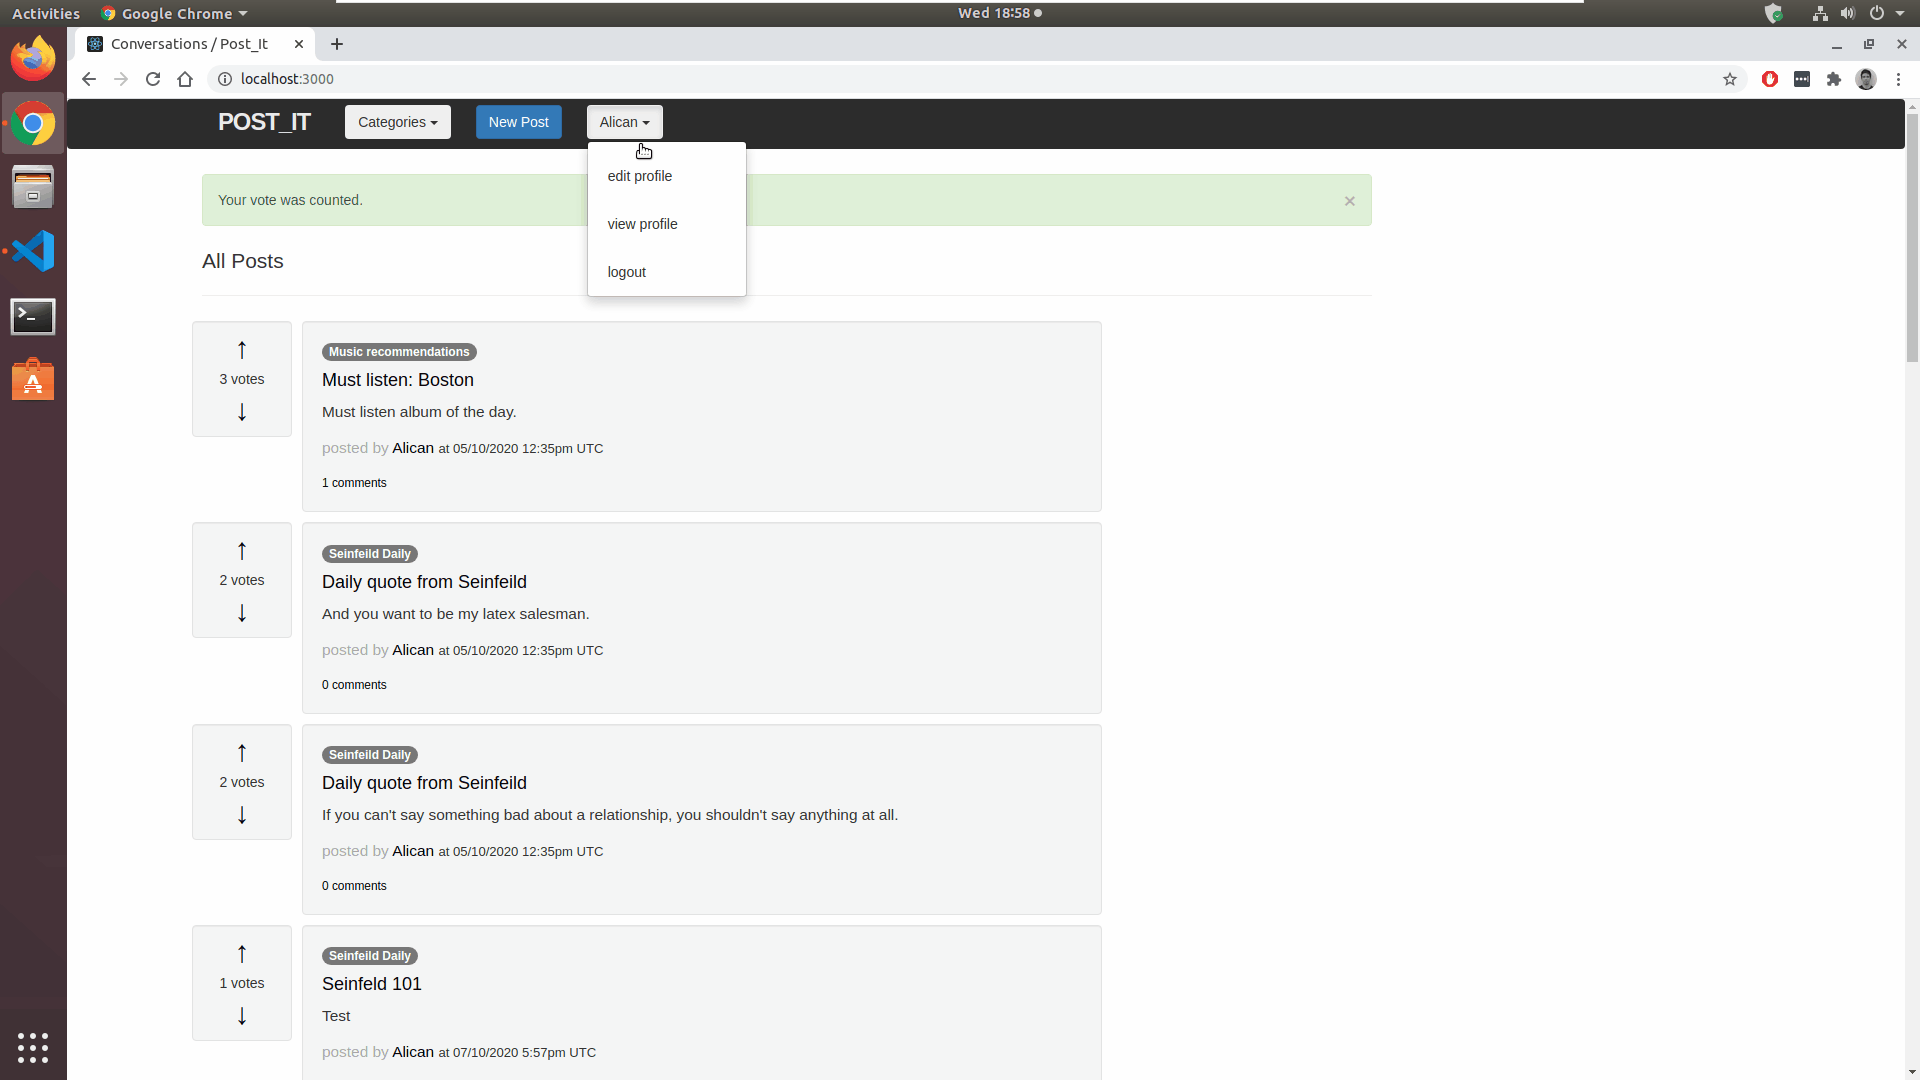 Activities Google Chrome Wed 18:58
Conversations / Post_It
localhost:3000
POST_IT Categories New Post Alican
edit profile
view profile
logout
Your vote was counted. ×
All Posts
Music recommendations
3 votes
Must listen: Boston
Must listen album of the day.
posted by Alican at 05/10/2020 12:35pm UTC
1 comments
Seinfeild Daily
2 votes
Daily quote from Seinfeild
And you want to be my latex salesman.
posted by Alican at 05/10/2020 12:35pm UTC
0 comments
Seinfeild Daily
2 votes
Daily quote from Seinfeild
If you can't say something bad about a relationship, you shouldn't say anything at all.
posted by Alican at 05/10/2020 12:35pm UTC
0 comments
Seinfeild Daily
1 votes
Seinfeld 101
Test
posted by Alican at 07/10/2020 5:57pm UTC